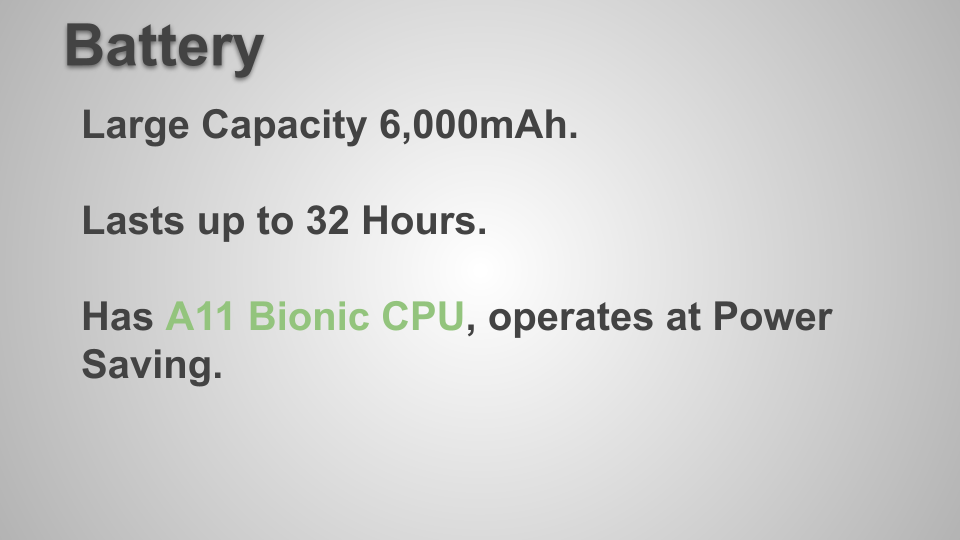 Battery
Large Capacity 6,000mAh.
Lasts up to 32 Hours.
Has A11 Bionic CPU, operates at Power
Saving.